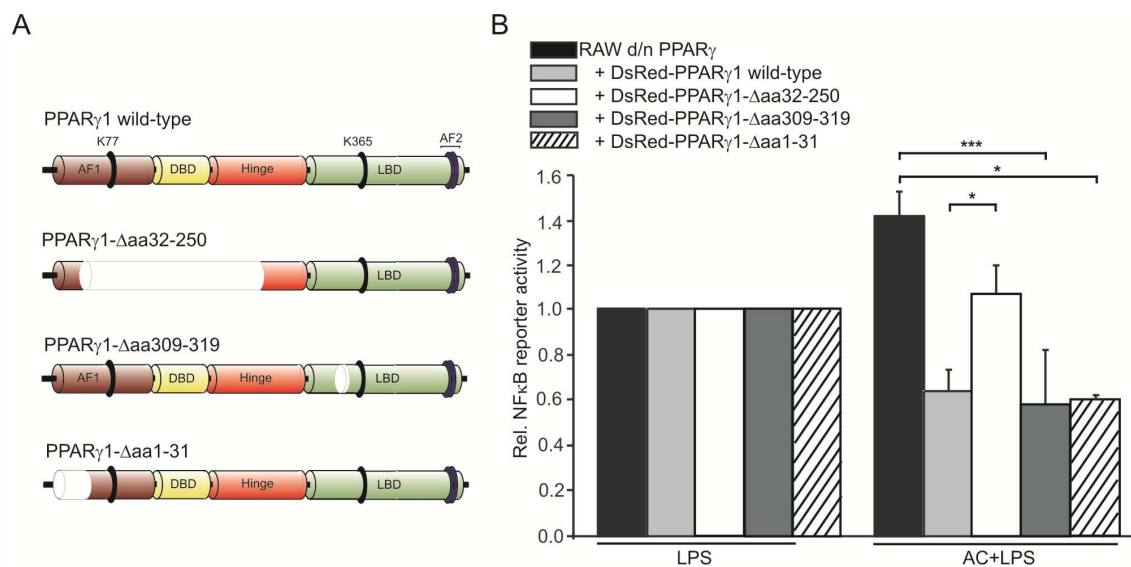 A
PPARγ1 wild-type
K77
K365
AF2
AF1
DBD
Hinge
LBD
PPARγ1-Δaa32-250
LBD
PPARγ1-Δaa309-319
AF1
DBD
Hinge
LBD
PPARγ1-Δaa1-31
DBD
Hinge
LBD
B
RAW d/n PPARγ
+ DsRed-PPARγ1 wild-type
+ DsRed-PPARγ1-Δaa32-250
+ DsRed-PPARγ1-Δaa309-319
+ DsRed-PPARγ1-Δaa1-31
Rel. NFκB reporter activity
1.6
1.4
1.2
1.0
0.8
0.6
0.4
0.2
0.0
***
*
*
LPS
AC+LPS